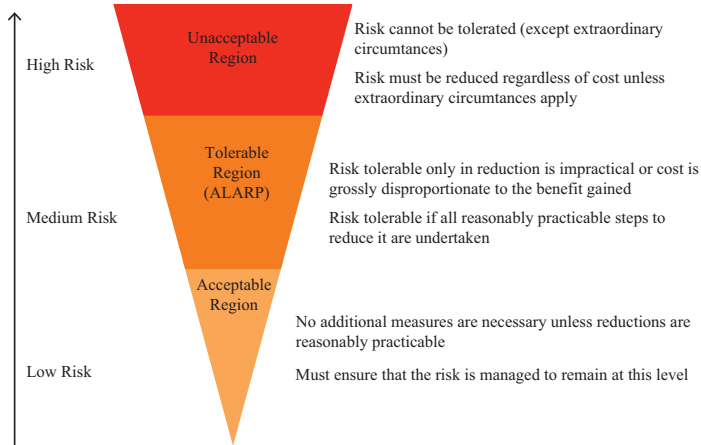 Unacceptable
Region
High Risk
Risk cannot be tolerated (except extraordinary
circumtances)
Risk must be reduced regardless of cost unless
extraordinary circumtances apply
Tolerable
Region
(ALARP)
Medium Risk
Risk tolerable only in reduction is impractical or cost is
grossly disproportionate to the benefit gained
Risk tolerable if all reasonably practicable steps to
reduce it are undertaken
Acceptable
Region
Low Risk
No additional measures are necessary unless reductions are
reasonably practicable
Must ensure that the risk is managed to remain at this level